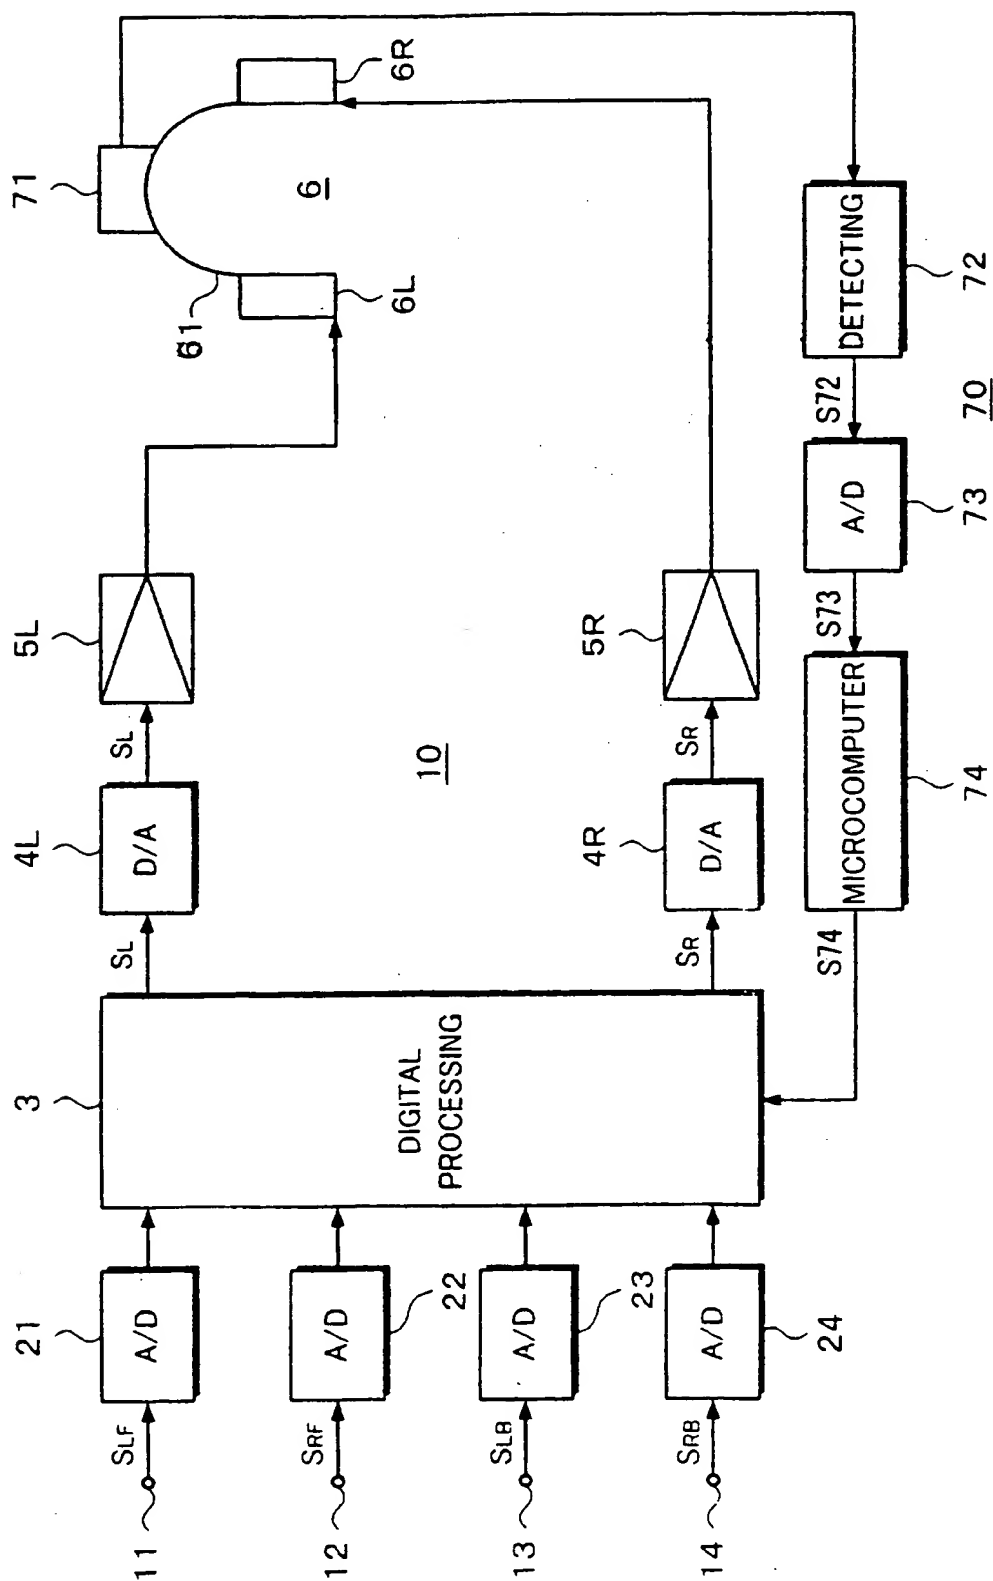 11
SLF
21
A/D
3
SL
4L
D/A
SL
5L
71
12
SRF
A/D
22
DIGITAL
PROCESSING
10
61
6
6L
6R
13
SLB
A/D
23
14
SRB
A/D
24
SR
4R
D/A
SR
5R
S74
MICROCOMPUTER
74
S73
A/D
73
S72
DETECTING
72
70